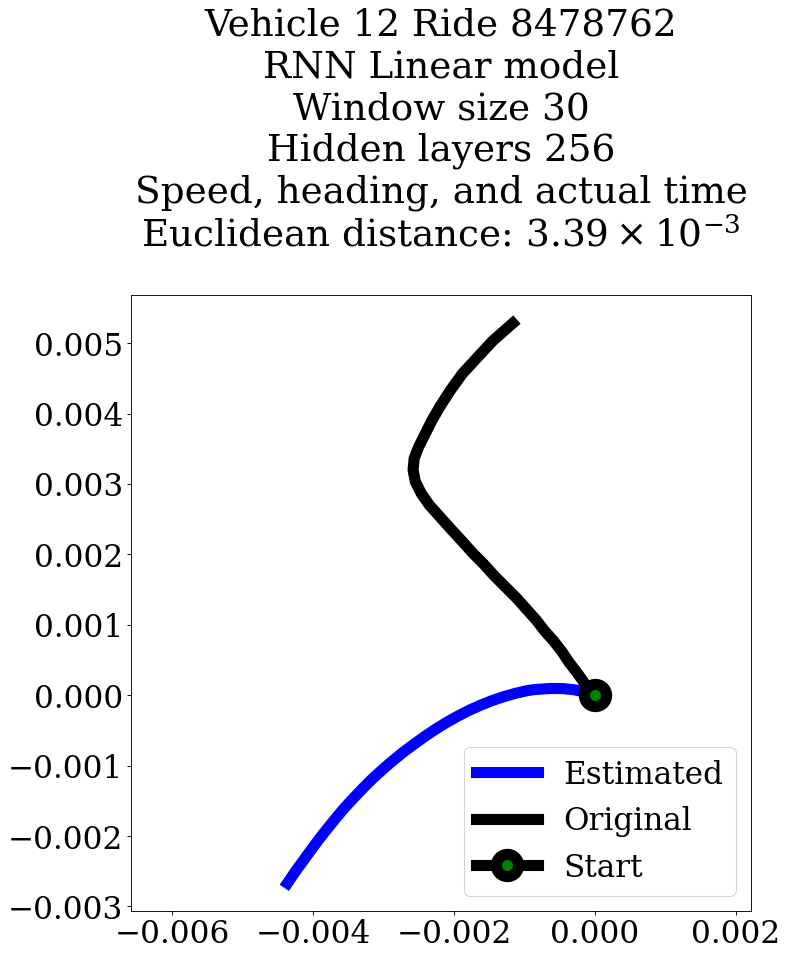 Vehicle 12 Ride 8478762
RNN Linear model
Window size 30
Hidden layers 256
Speed, heading, and actual time
Euclidean distance: 3.39 × 10⁻³
0.005
0.004
0.003
0.002
0.001
0.000
−0.001
−0.002
−0.003
Estimated
Original
Start
−0.006 −0.004 −0.002 0.000 0.002